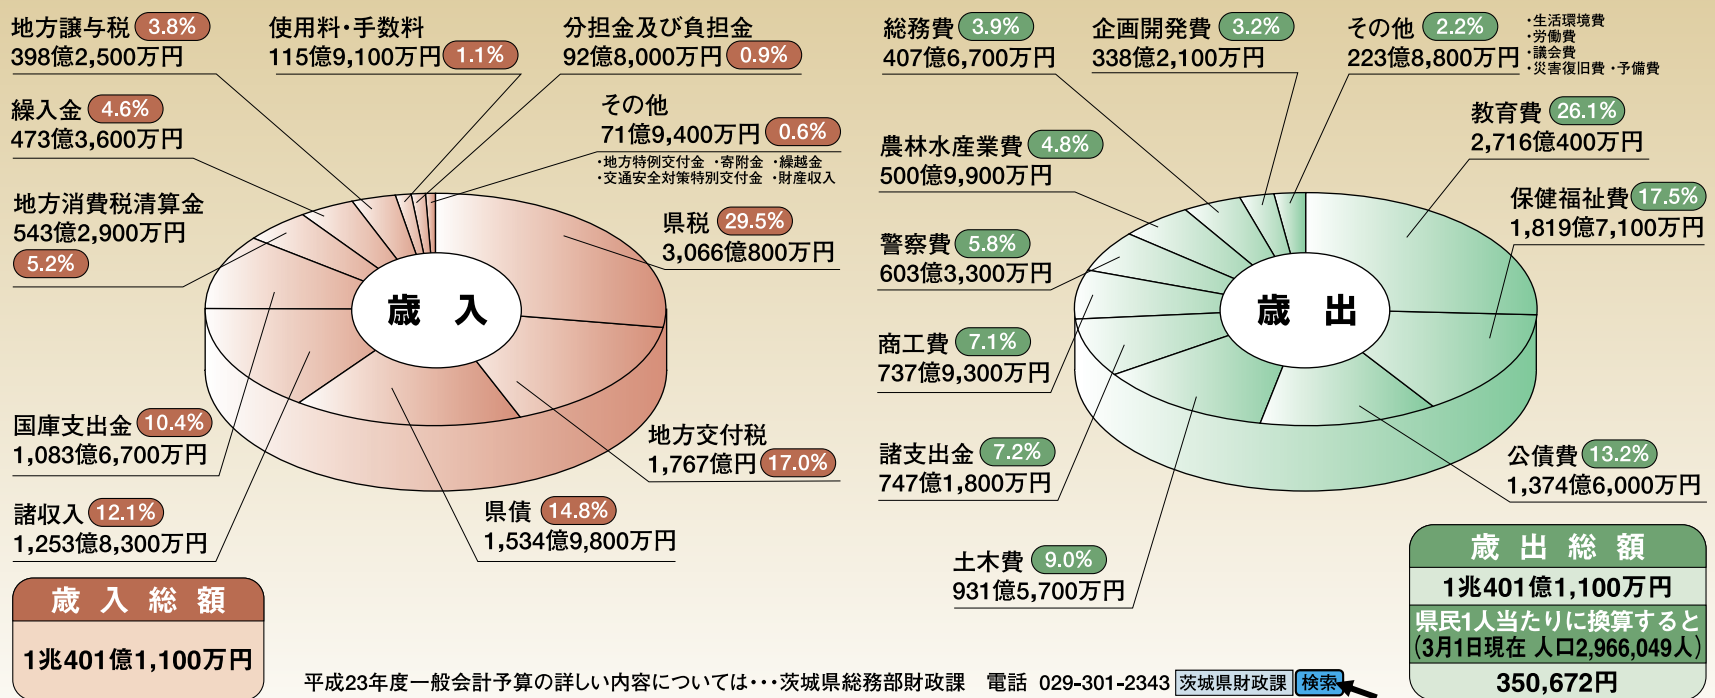 地方譲与税 3.8%
398億2,500万円
使用料・手数料
115億9,100万円 1.1%
分担金及び負担金
92億8,000万円 0.9%
繰入金 4.6%
473億3,600万円
その他
71億9,400万円 0.6%
・地方特例交付金 ・寄附金 ・繰越金
・交通安全対策特別交付金 ・財産収入
地方消費税清算金
543億2,900万円
5.2%
県税 29.5%
3,066億800万円
歳 入
国庫支出金 10.4%
1,083億6,700万円
地方交付税
1,767億円 17.0%
諸収入 12.1%
1,253億8,300万円
県債 14.8%
1,534億9,800万円
歳入総額
1兆401億1,100万円
総務費 3.9%
407億6,700万円
企画開発費 3.2%
338億2,100万円
その他 2.2%
223億8,800万円
・生活環境費
・労働費
・議会費
・災害復旧費 ・予備費
教育費 26.1%
2,716億400万円
農林水産業費 4.8%
500億9,900万円
保健福祉費 17.5%
1,819億7,100万円
警察費 5.8%
603億3,300万円
歳 出
商工費 7.1%
737億9,300万円
諸支出金 7.2%
747億1,800万円
公債費 13.2%
1,374億6,000万円
土木費 9.0%
931億5,700万円
歳出総額
1兆401億1,100万円
県民1人当たりに換算すると
(3月1日現在 人口2,966,049人)
350,672円
平成23年度一般会計予算の詳しい内容については・・・茨城県総務部財政課 電話 029-301-2343 茨城県財政課 検索